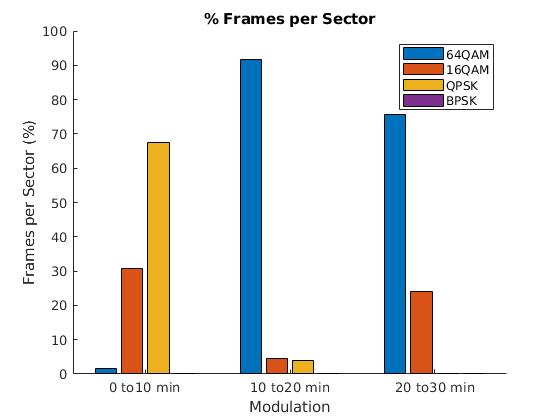 % Frames per Sector
100
90
80
70
60
50
40
30
20
10
0
Frames per Sector (%)
64QAM
16QAM
QPSK
BPSK
0 to10 min
10 to20 min
20 to30 min
Modulation